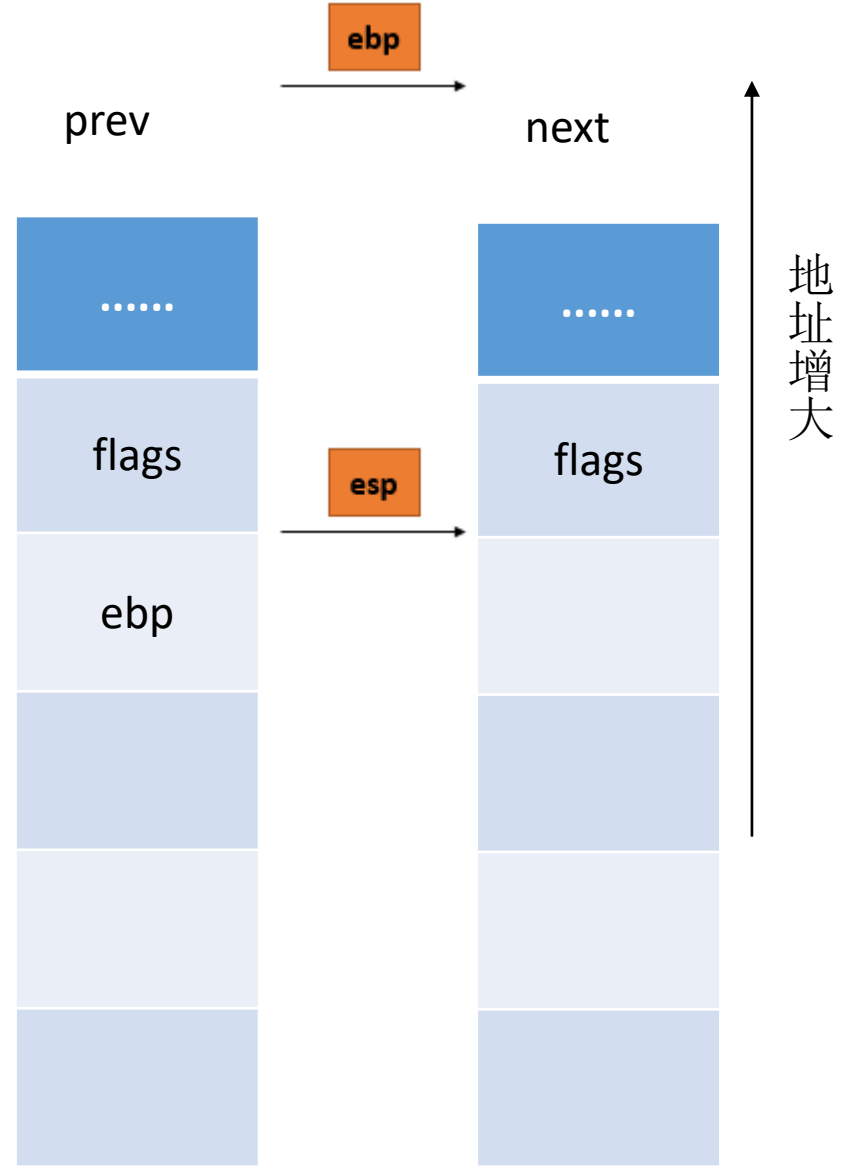 ebp
prev
next
......
......
flags
flags
esp
ebp
地址增大